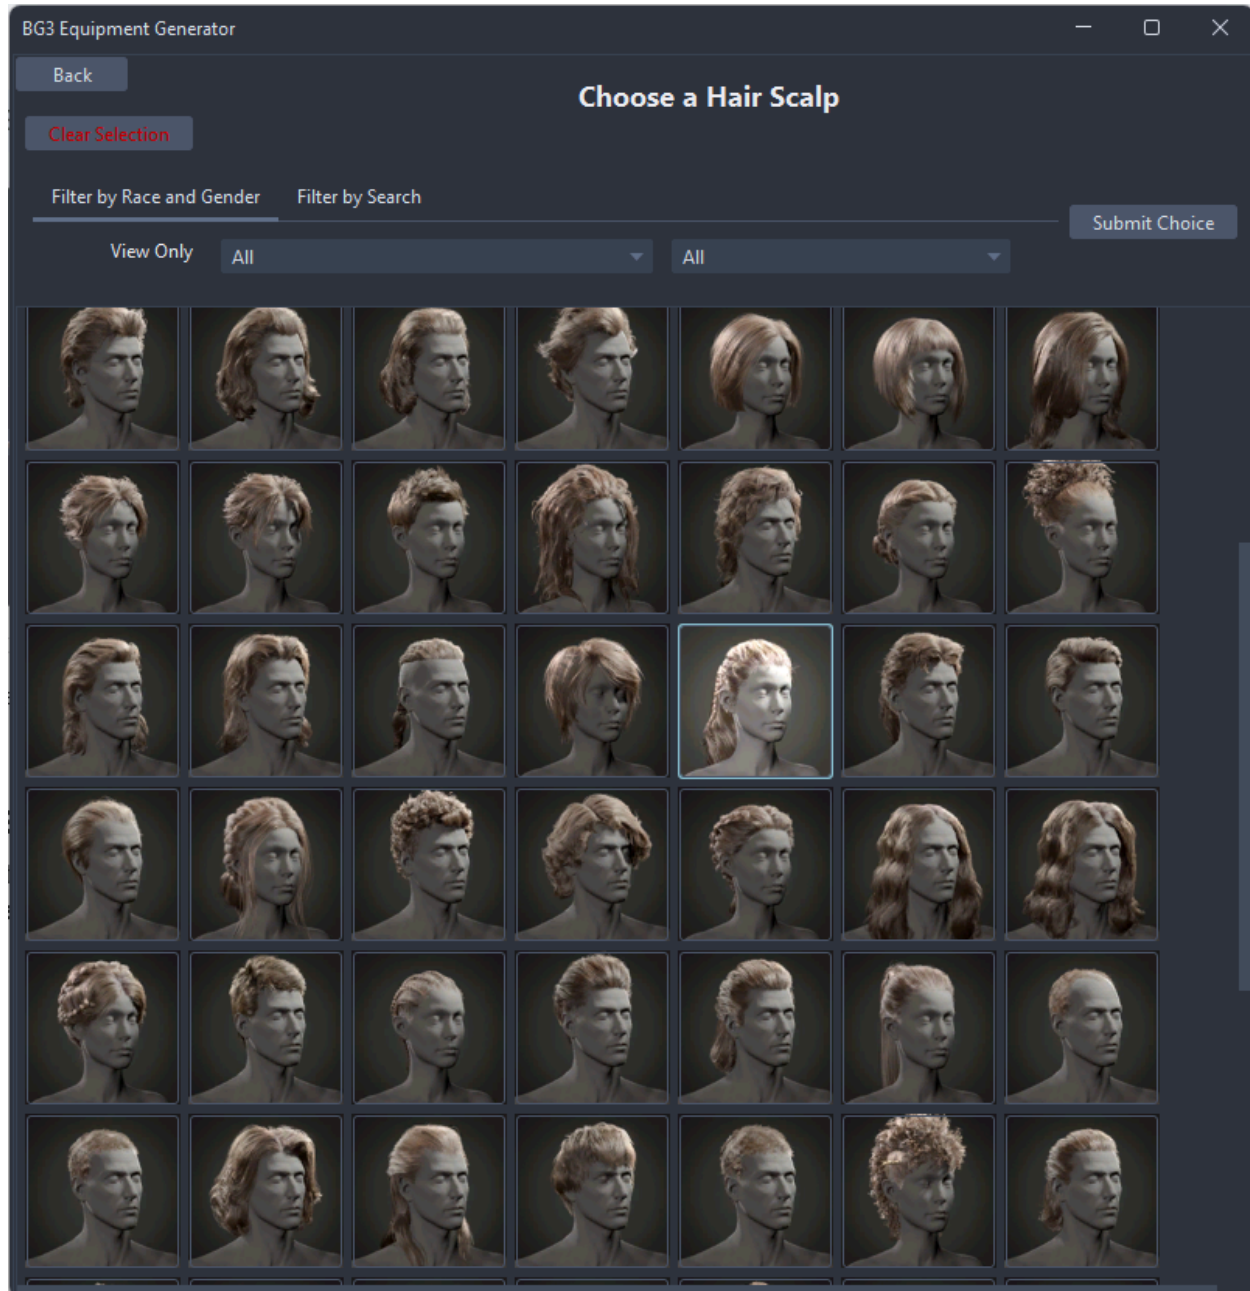 BG3 Equipment Generator
Back
Choose a Hair Scalp
Clear Selection
Filter by Race and Gender
Filter by Search
Submit Choice
View Only
All
All